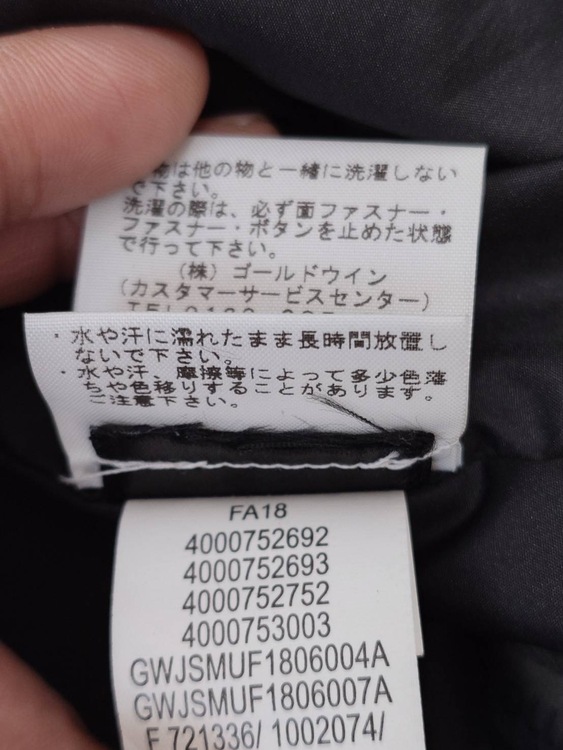 物は他の物と一緒に洗濯しない
で下さい。
洗濯の際は、必ず面ファスナー・
ファスナー・ボタンを止めた状態
で行って下さい。
(株)ゴールドウイン
(カスタマーサービスセンター)
・水や汗に濡れたまま長時間放置し
ないで下さい。
・水や汗、摩擦等によって多少色落
ちや色移りすることがあります。
ご注意下さい。
FA18
4000752692
4000752693
4000752752
4000753003
GWJSMUF1806004A
GWJSMUF1806007A
F 721336/ 1002074/